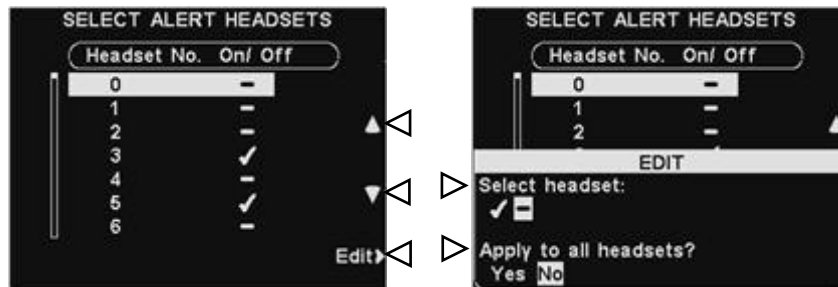 SELECT ALERT HEADSETS
Headset No. On/ Off
0 –
1 –
2 –
3 ✓
4 –
5 ✓
6 –
Edit
SELECT ALERT HEADSETS
Headset No. On/ Off
0 –
1 –
2 –
EDIT
Select headset:
✓ –
Apply to all headsets?
Yes No